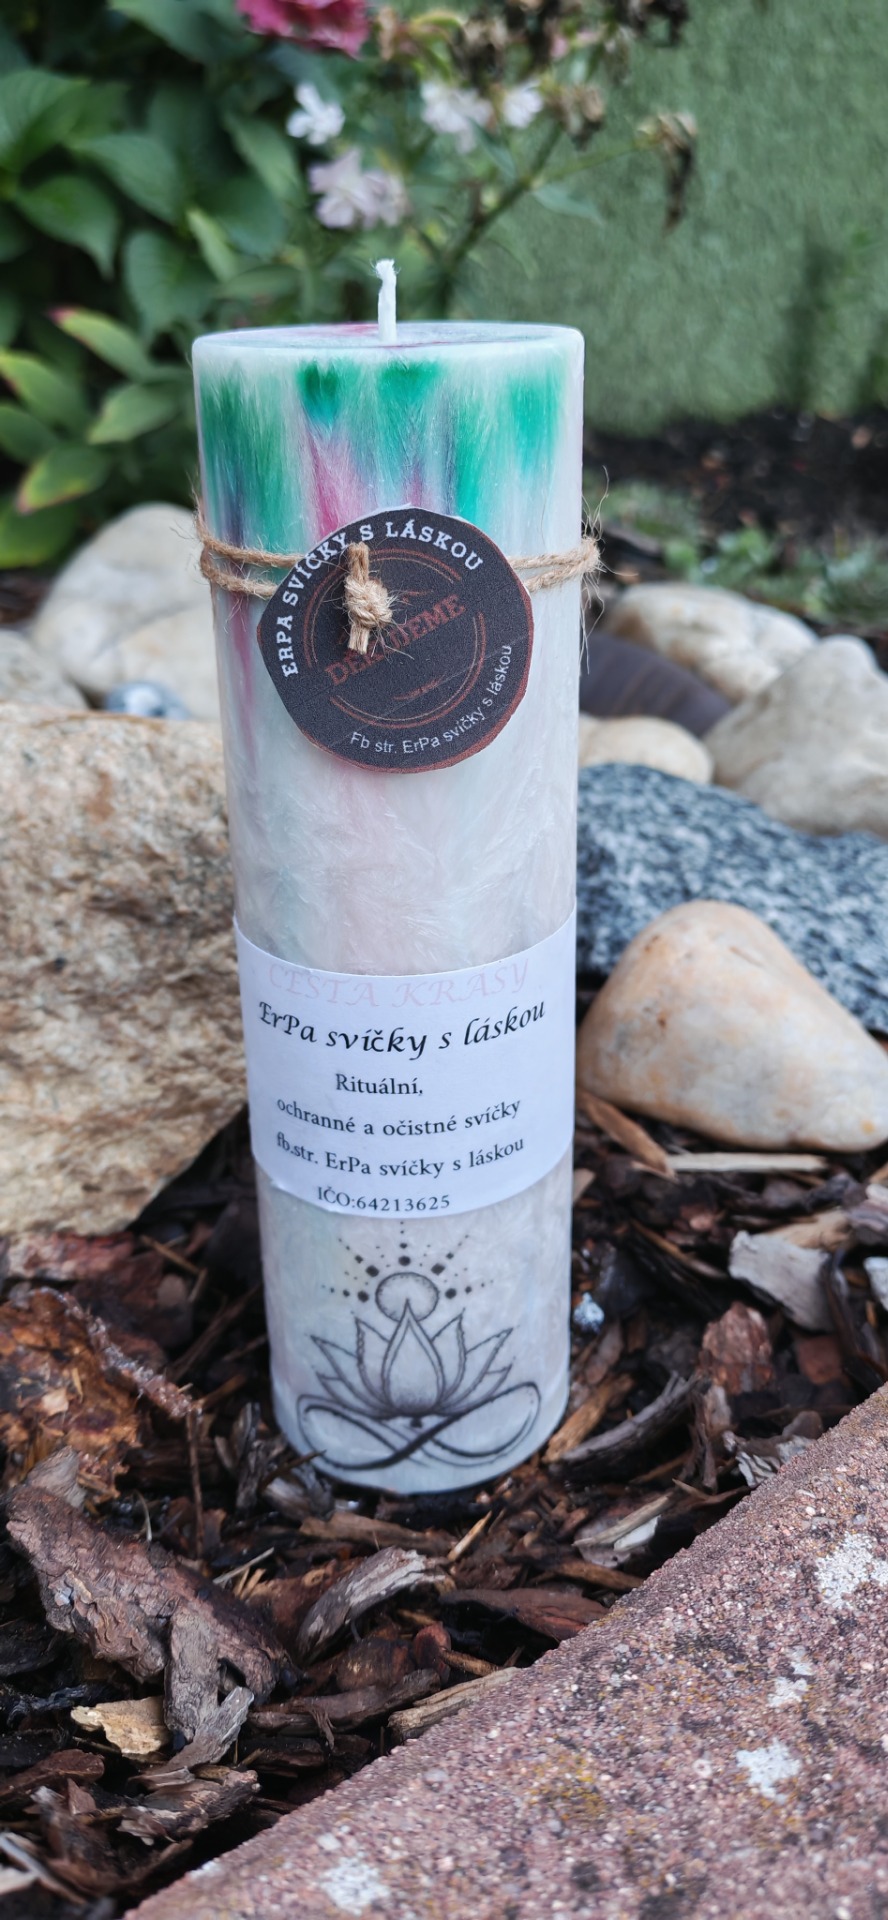 ERPA SVÍČKY S LÁSKOU
DĚKUJEME
Fb str. ErPa svíčky s láskou
CESTA KRÁSY
ErPa svíčky s láskou
Rituální,
ochranné a očistné svíčky
fb.str. ErPa svíčky s láskou
IČO:64213625